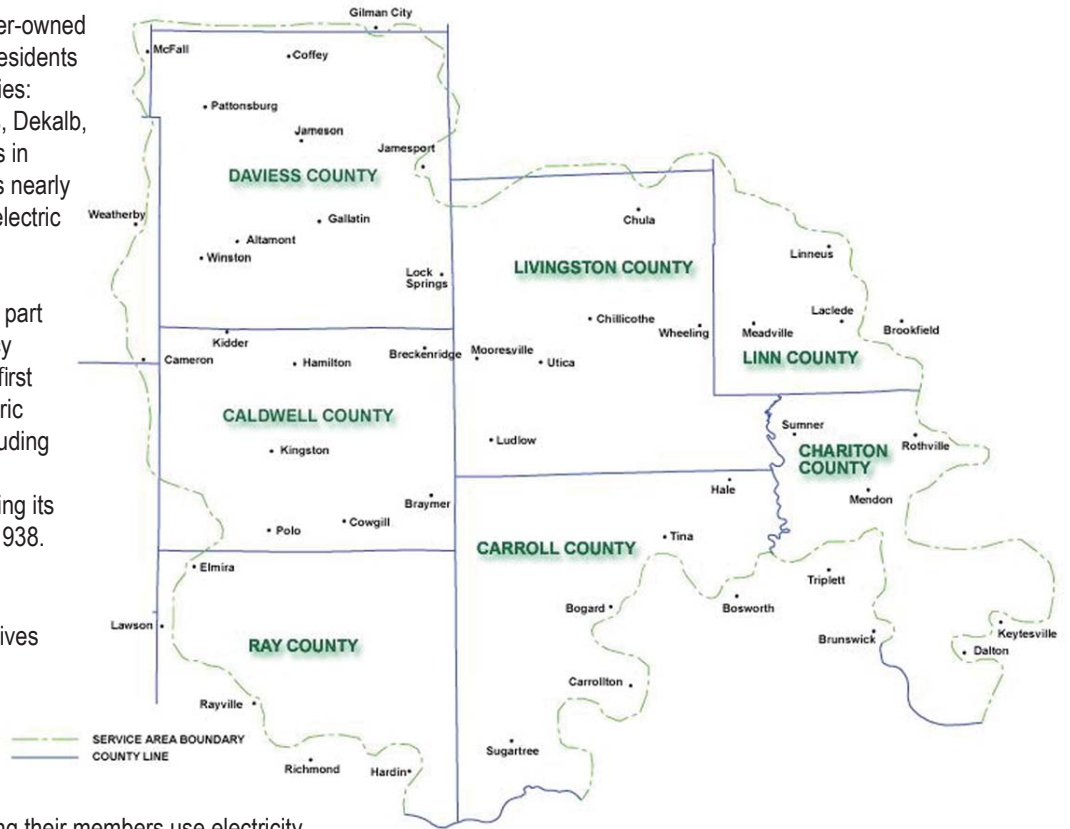 er-owned
esidents
ies:
, Dekalb,
s in
s nearly
electric
part
y
first
ric
uding
ing its
1938.
ives
ng their members use electricity
Gilman City
McFall
Coffey
Pattonsburg
Jameson
Jamesport
DAVIESS COUNTY
Weatherby
Gallatin
Altamont
Winston
Lock
Springs
Chula
LIVINGSTON COUNTY
Linneus
Chillicothe
Wheeling
Meadville
Laclede
Brookfield
LINN COUNTY
Kidder
Cameron
Hamilton
Breckenridge
Mooresville
Utica
CALDWELL COUNTY
Kingston
Ludlow
Sumner
Rothville
CHARITON
COUNTY
Mendon
Braymer
Hale
Polo
Cowgill
Tina
CARROLL COUNTY
Elmira
Triplett
Bogard
Bosworth
Lawson
RAY COUNTY
Brunswick
Keytesville
Dalton
Carrollton
Rayville
Sugartree
Richmond
Hardin
SERVICE AREA BOUNDARY
COUNTY LINE